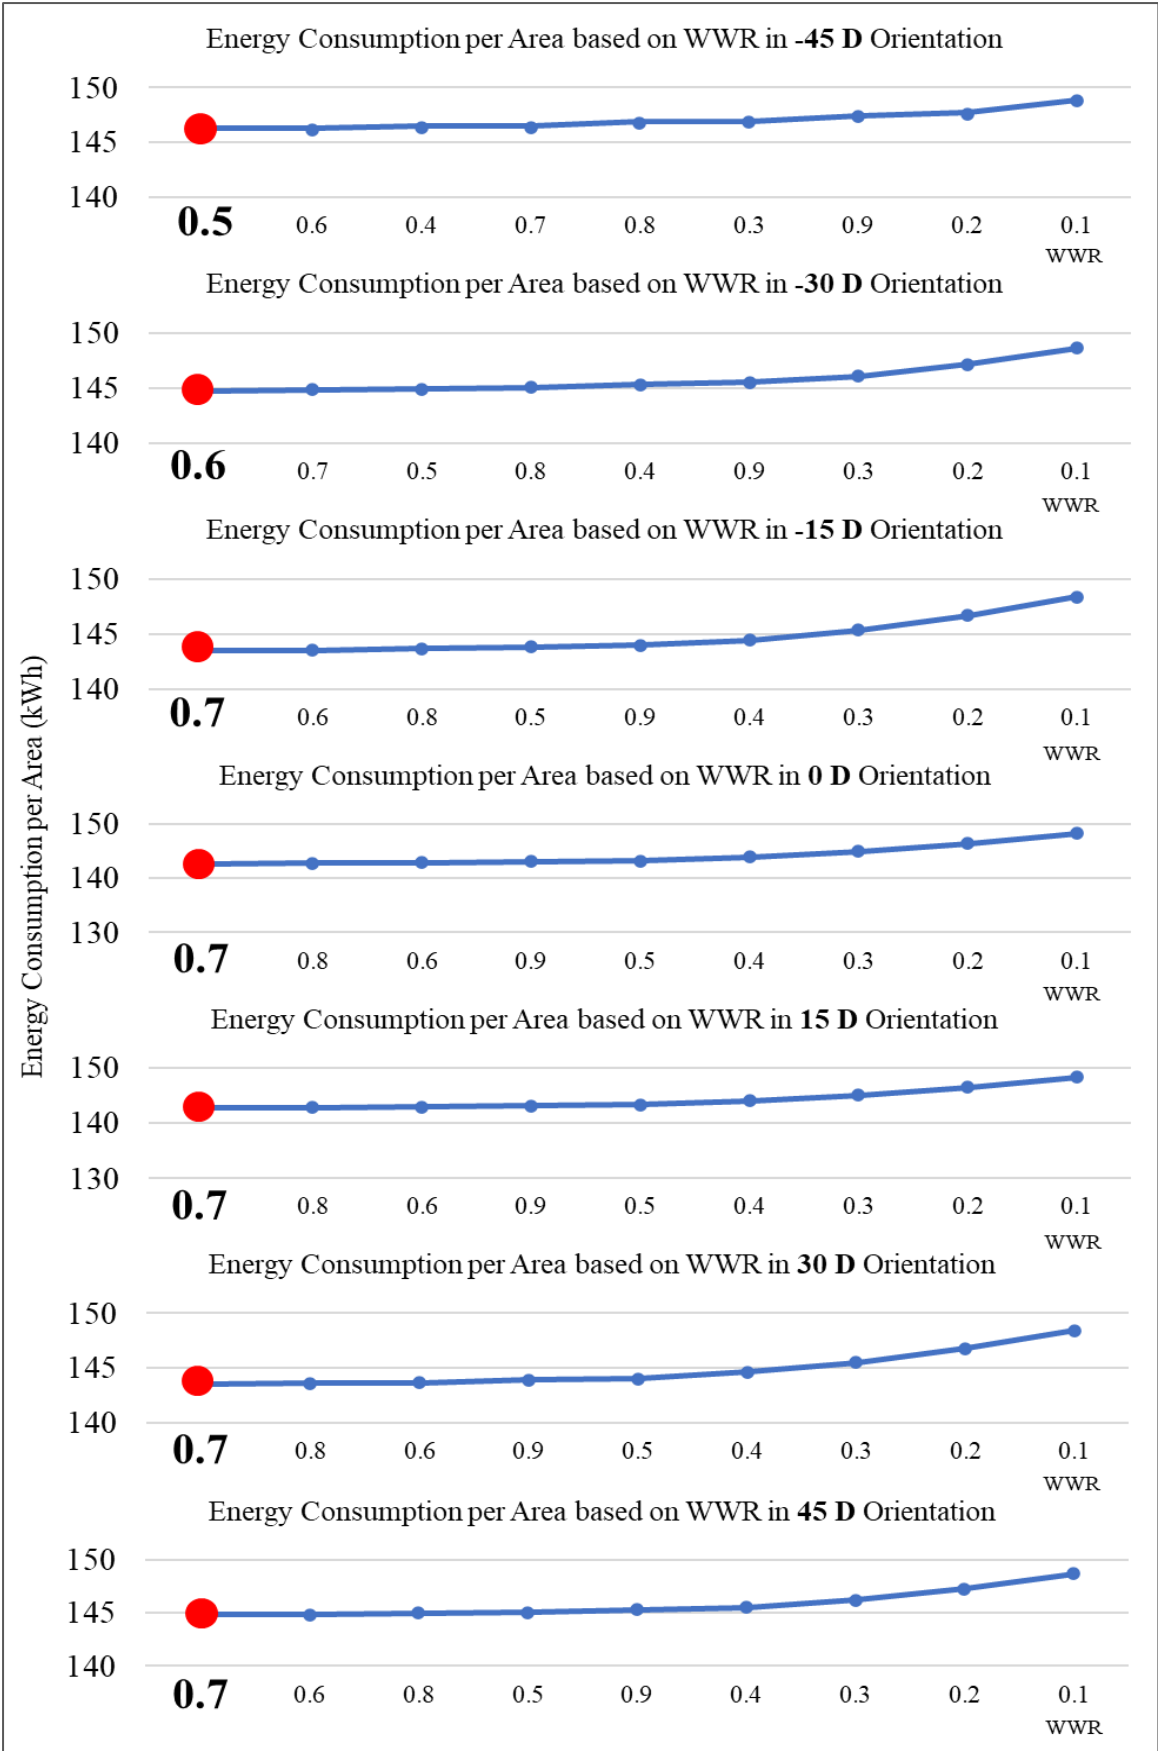 Energy Consumption per Area (kWh)
Energy Consumption per Area based on WWR in -45 D Orientation
150
145
140
0.5 0.6 0.4 0.7 0.8 0.3 0.9 0.2 0.1
WWR
Energy Consumption per Area based on WWR in -30 D Orientation
150
145
140
0.6 0.7 0.5 0.8 0.4 0.9 0.3 0.2 0.1
WWR
Energy Consumption per Area based on WWR in -15 D Orientation
150
145
140
0.7 0.6 0.8 0.5 0.9 0.4 0.3 0.2 0.1
WWR
Energy Consumption per Area based on WWR in 0 D Orientation
150
140
130
0.7 0.8 0.6 0.9 0.5 0.4 0.3 0.2 0.1
WWR
Energy Consumption per Area based on WWR in 15 D Orientation
150
140
130
0.7 0.8 0.6 0.9 0.5 0.4 0.3 0.2 0.1
WWR
Energy Consumption per Area based on WWR in 30 D Orientation
150
145
140
0.7 0.8 0.6 0.9 0.5 0.4 0.3 0.2 0.1
WWR
Energy Consumption per Area based on WWR in 45 D Orientation
150
145
140
0.7 0.6 0.8 0.5 0.9 0.4 0.3 0.2 0.1
WWR